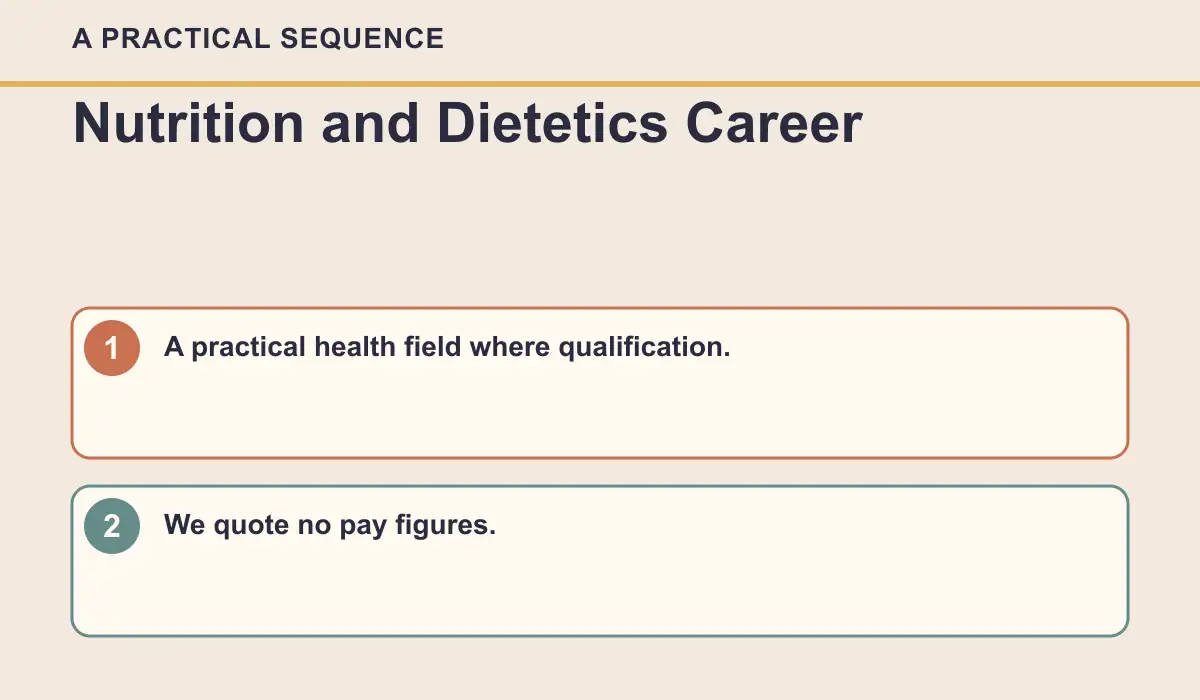 A PRACTICAL SEQUENCE
Nutrition and Dietetics Career
1 A practical health field where qualification.
2 We quote no pay figures.